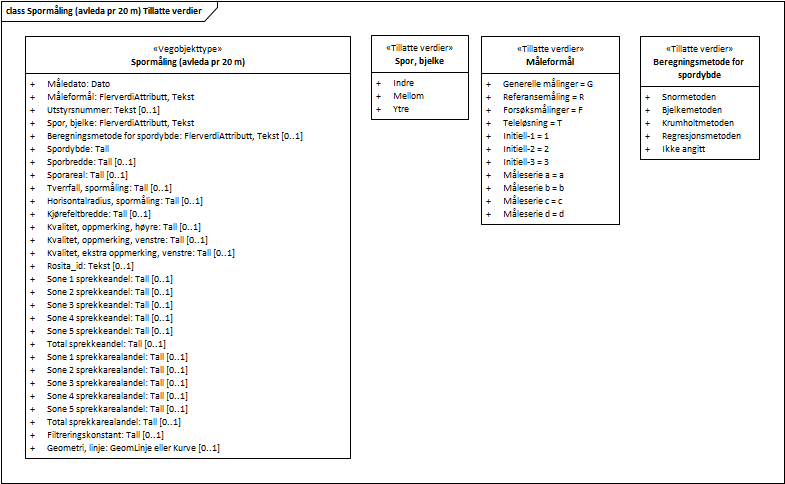 class Spormåling (avleda pr 20 m) Tillatte verdier
«Vegobjekttype»
Spormåling (avleda pr 20 m)
+ Måledato: Dato
+ Måleformål: FlerverdiAttributt, Tekst
+ Utstyrsnummer: Tekst [0..1]
+ Spor, bjelke: FlerverdiAttributt, Tekst
+ Beregningsmetode for spordybde: FlerverdiAttributt, Tekst [0..1]
+ Spordybde: Tall
+ Sporbredde: Tall [0..1]
+ Sporareal: Tall [0..1]
+ Tverrfall, spormåling: Tall [0..1]
+ Horisontalradius, spormåling: Tall [0..1]
+ Kjørefeltbredde: Tall [0..1]
+ Kvalitet, oppmerking, høyre: Tall [0..1]
+ Kvalitet, oppmerking, venstre: Tall [0..1]
+ Kvalitet, ekstra oppmerking, venstre: Tall [0..1]
+ Rosita_id: Tekst [0..1]
+ Sone 1 sprekkeandel: Tall [0..1]
+ Sone 2 sprekkeandel: Tall [0..1]
+ Sone 3 sprekkeandel: Tall [0..1]
+ Sone 4 sprekkeandel: Tall [0..1]
+ Sone 5 sprekkeandel: Tall [0..1]
+ Total sprekkeandel: Tall [0..1]
+ Sone 1 sprekkarealandel: Tall [0..1]
+ Sone 2 sprekkarealandel: Tall [0..1]
+ Sone 3 sprekkarealandel: Tall [0..1]
+ Sone 4 sprekkarealandel: Tall [0..1]
+ Sone 5 sprekkarealandel: Tall [0..1]
+ Total sprekkarealandel: Tall [0..1]
+ Filtreringskonstant: Tall [0..1]
+ Geometri, linje: GeomLinje eller Kurve [0..1]
«Tillatte verdier»
Spor, bjelke
+ Indre
+ Mellom
+ Ytre
«Tillatte verdier»
Måleformål
+ Generelle målinger = G
+ Referansemåling = R
+ Forsøksmålinger = F
+ Teleløsning = T
+ Initiell-1 = 1
+ Initiell-2 = 2
+ Initiell-3 = 3
+ Måleserie a = a
+ Måleserie b = b
+ Måleserie c = c
+ Måleserie d = d
«Tillatte verdier»
Beregningsmetode for
spordybde
+ Snormetoden
+ Bjelkemetoden
+ Krumholtmetoden
+ Regresjonsmetoden
+ Ikke angitt